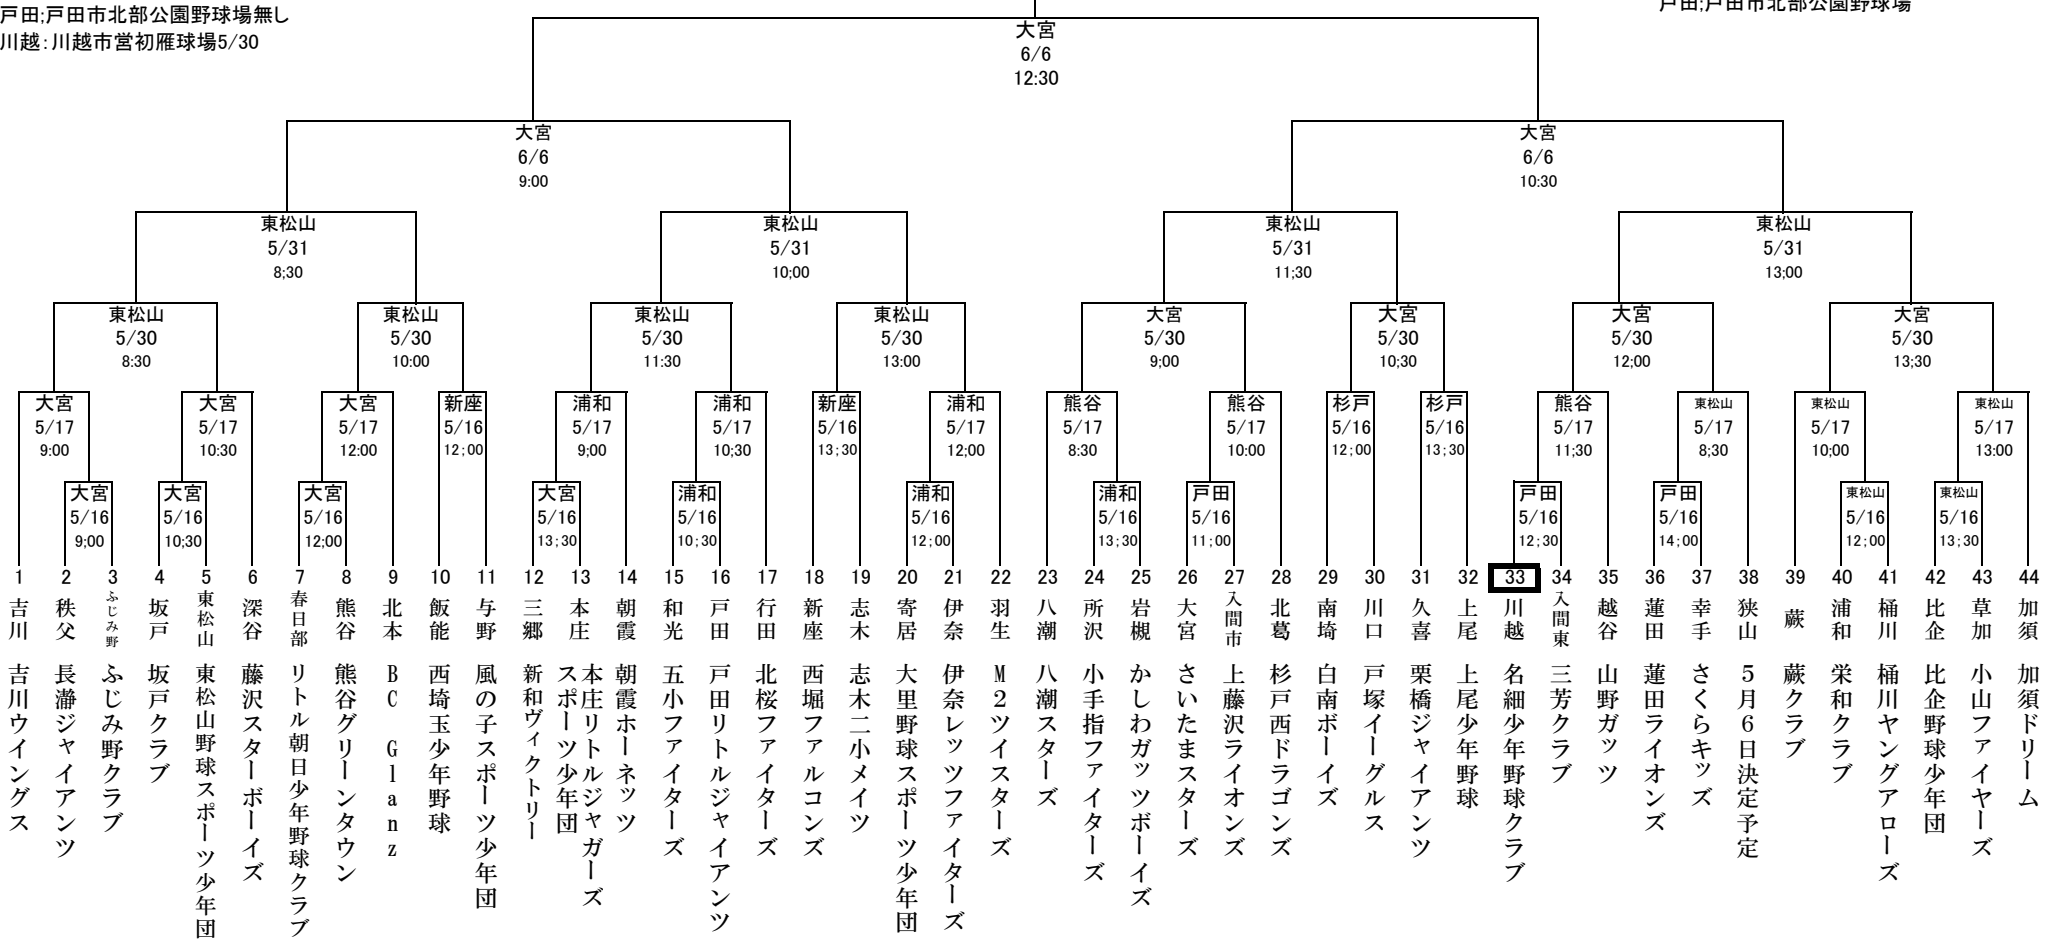 戸田;戸田市北部公園野球場無し
川越：川越市営初雁球場5/30
戸田;戸田市北部公園野球場
大宮
6/6
12:30
大宮
6/6
9:00
大宮
6/6
10:30
東松山
5/31
8;30
東松山
5/31
10;00
東松山
5/31
11;30
東松山
5/31
13;00
東松山
5/30
8:30
東松山
5/30
10:00
東松山
5/30
11:30
東松山
5/30
13:00
大宮
5/30
9;00
大宮
5/30
10;30
大宮
5/30
12;00
大宮
5/30
13;30
大宮
5/17
9:00
大宮
5/17
10:30
大宮
5/17
12:00
新座
5/16
12;00
浦和
5/17
9;00
浦和
5/17
10;30
新座
5/16
13;30
浦和
5/17
12;00
熊谷
5/17
8:30
熊谷
5/17
10:00
杉戸
5/16
12;00
杉戸
5/16
13;30
熊谷
5/17
11;30
東松山
5/17
8;30
東松山
5/17
10;00
東松山
5/17
13:00
大宮
5/16
9;00
大宮
5/16
10;30
大宮
5/16
12;00
大宮
5/16
13;30
浦和
5/16
10;30
浦和
5/16
12;00
浦和
5/16
13;30
戸田
5/16
11;00
戸田
5/16
12;30
戸田
5/16
14;00
東松山
5/16
12;00
東松山
5/16
13;30
1 吉川 吉川ウイングス
2 秩父 長瀞ジャイアンツ
3 ふじみ野 ふじみ野クラブ
4 坂戸 坂戸クラブ
5 東松山 東松山野球スポーツ少年団
6 深谷 藤沢スターボーイズ
7 春日部 リトル朝日少年野球クラブ
8 熊谷 熊谷グリーンタウン
9 北本 BC Glanz
10 飯能 西埼玉少年野球
11 与野 風の子スポーツ少年団
12 三郷 新和ヴィクトリー
13 本庄 本庄リトルジャガーズ
スポーツ少年団
14 朝霞 朝霞ホーネッツ
15 和光 五小ファイターズ
16 戸田 戸田リトルジャイアンツ
17 行田 北桜ファイターズ
18 新座 西堀ファルコンズ
19 志木 志木二小メイツ
20 寄居 大里野球スポーツ少年団
21 伊奈 伊奈レッツファイターズ
22 羽生 M2ツイスターズ
23 八潮 八潮スターズ
24 所沢 小手指ファイターズ
25 岩槻 かしわガッツボーイズ
26 大宮 さいたまスターズ
27 入間市 上藤沢ライオンズ
28 北葛 杉戸西ドラゴンズ
29 南埼 白南ボーイズ
30 川口 戸塚イーグルス
31 久喜 栗橋ジャイアンツ
32 上尾 上尾少年野球
33 川越 名細少年野球クラブ
34 入間東 三芳クラブ
35 越谷 山野ガッツ
36 蓮田 蓮田ライオンズ
37 幸手 さくらキッズ
38 狭山 5月6日決定予定
39 蕨 蕨クラブ
40 浦和 栄和クラブ
41 桶川 桶川ヤングアローズ
42 比企 比企野球少年団
43 草加 小山ファイヤーズ
44 加須 加須ドリーム